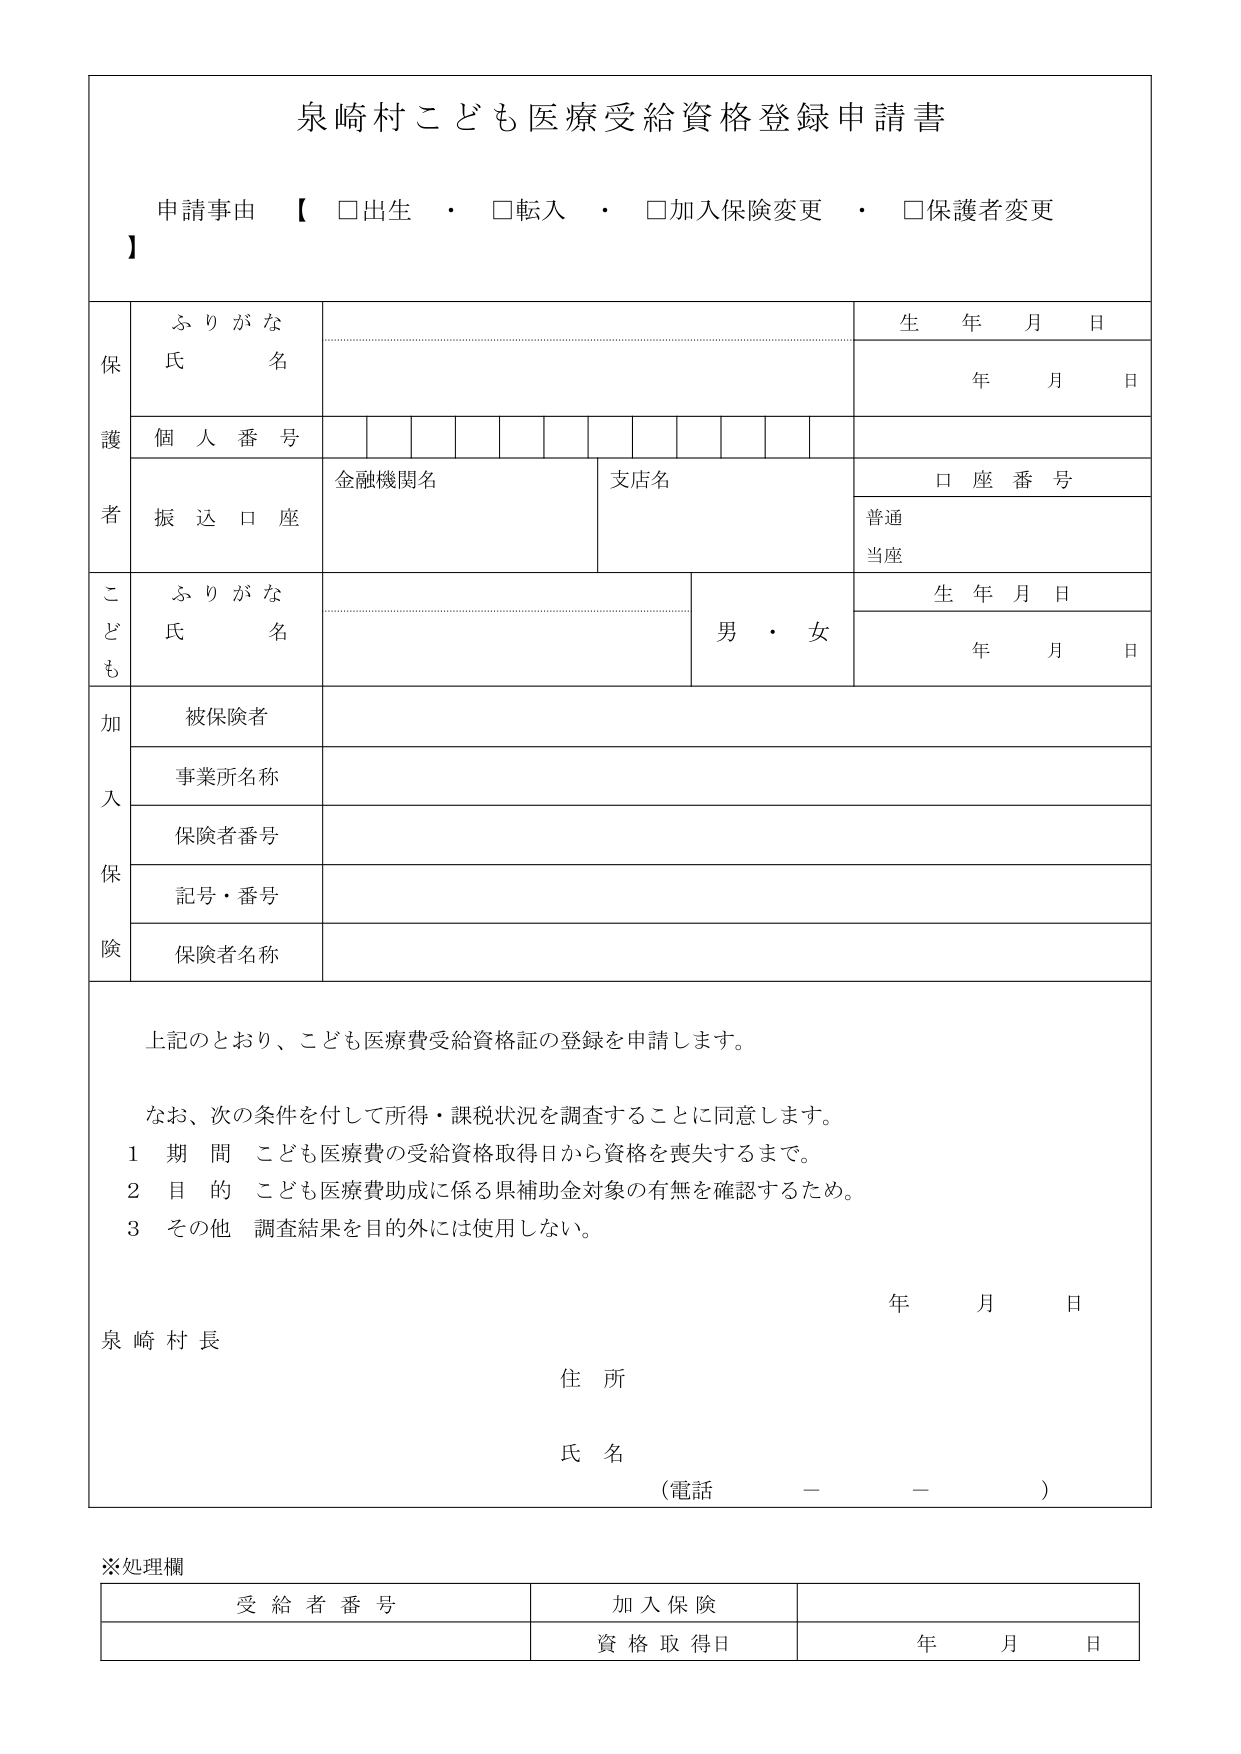 泉崎村こども医療受給資格登録申請書
申請事由　【　□出生　・　□転入　・　□加入保険変更　・　□保護者変更
】
保護者
ふりがな
氏名
生年月日
年　月　日
個人番号
振込口座
金融機関名
支店名
口座番号
普通
当座
こども
ふりがな
氏名
男・女
生年月日
年　月　日
加入保険
被保険者
事業所名称
保険者番号
記号・番号
保険者名称
上記のとおり、こども医療費受給資格証の登録を申請します。
なお、次の条件を付して所得・課税状況を調査することに同意します。
1　期　間　こども医療費の受給資格取得日から資格を喪失するまで。
2　目　的　こども医療費助成に係る県補助金対象の有無を確認するため。
3　その他　調査結果を目的外には使用しない。
年　月　日
泉崎村長
住　所
氏　名
（電話　　　－　　　－　　　）
※処理欄
受給者番号
加入保険
資格取得日
年　月　日